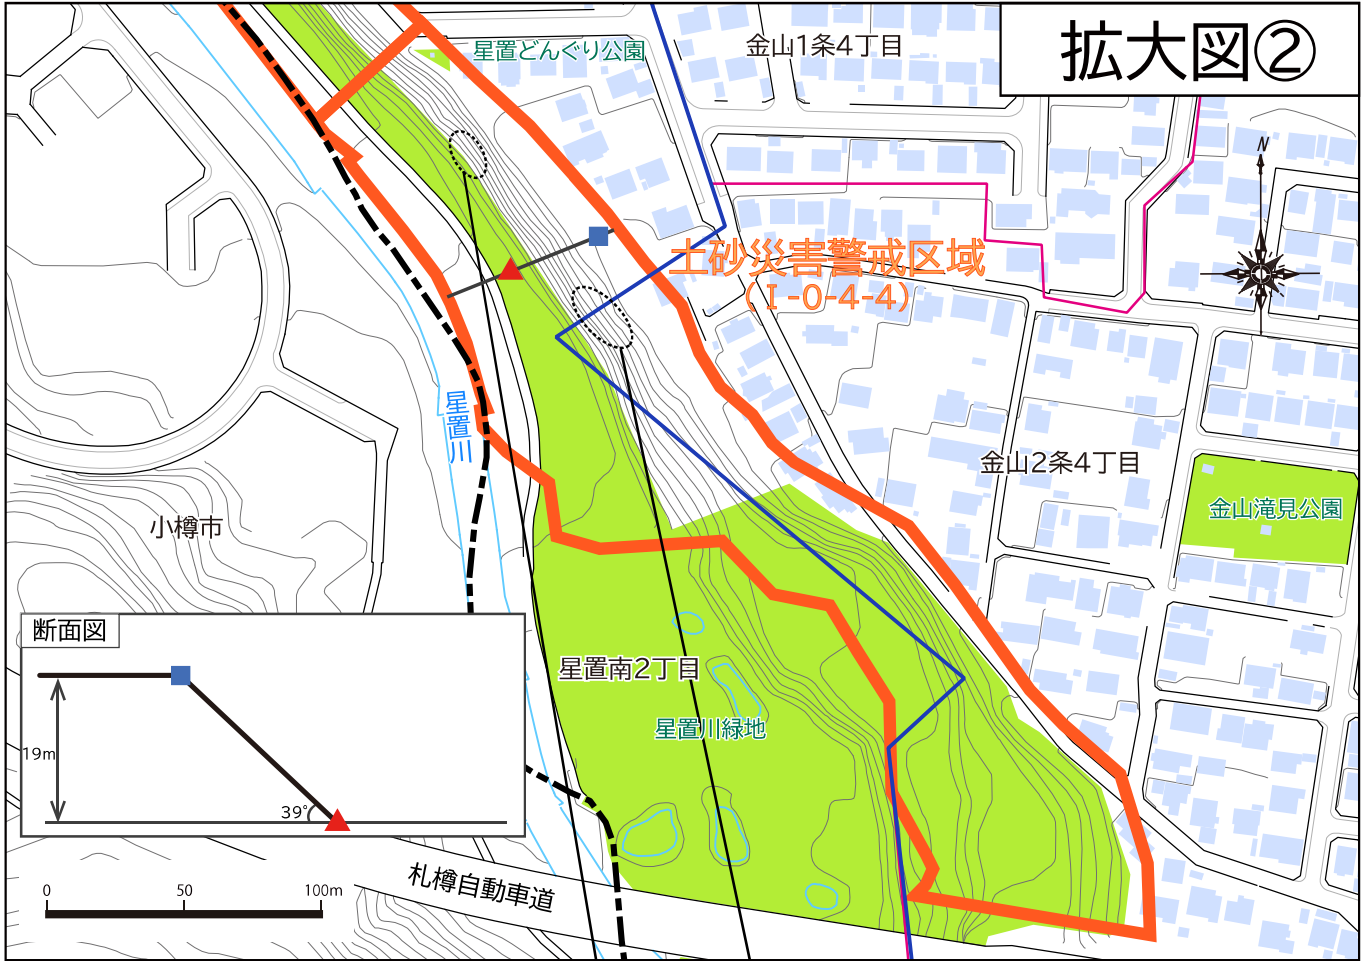 拡大図②
星置どんぐり公園
金山1条4丁目
N
土砂災害警戒区域
(Ⅰ-0-4-4)
星置川
金山2条4丁目
金山滝見公園
小樽市
断面図
19m
39°
星置南2丁目
星置川緑地
札樽自動車道
0 50 100m